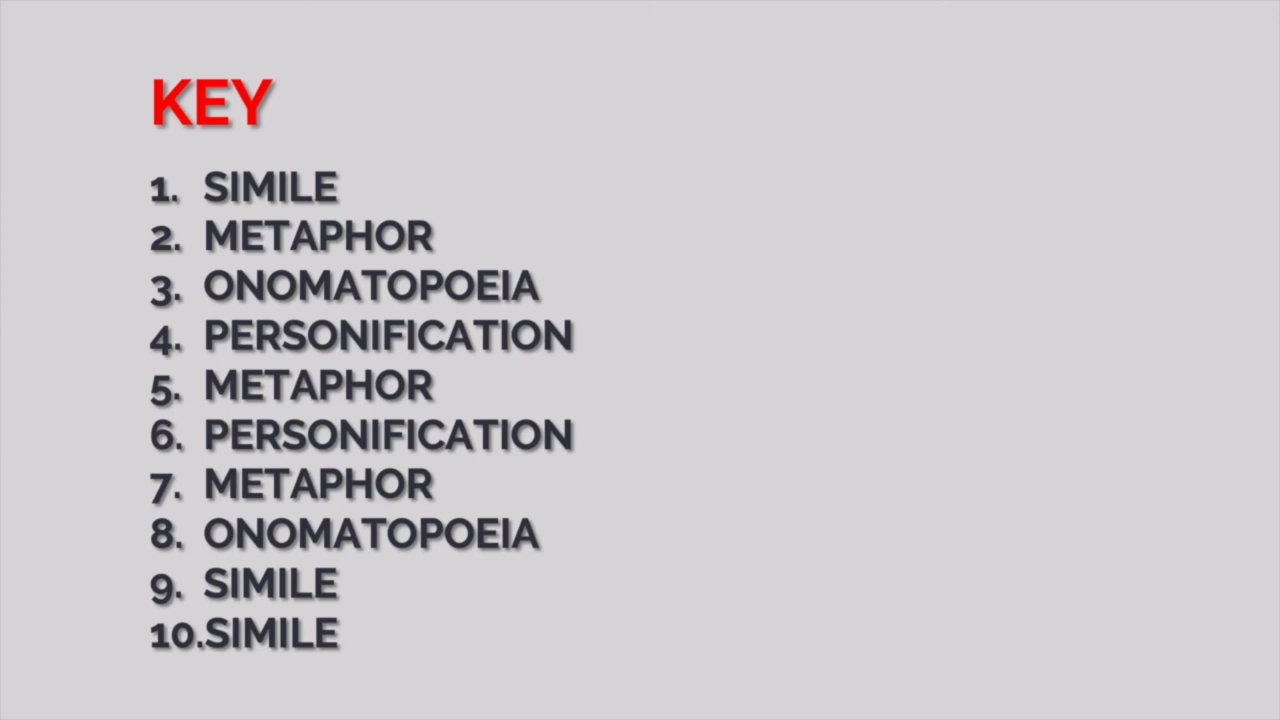 KEY
1. SIMILE
2. METAPHOR
3. ONOMATOPOEIA
4. PERSONIFICATION
5. METAPHOR
6. PERSONIFICATION
7. METAPHOR
8. ONOMATOPOEIA
9. SIMILE
10.SIMILE